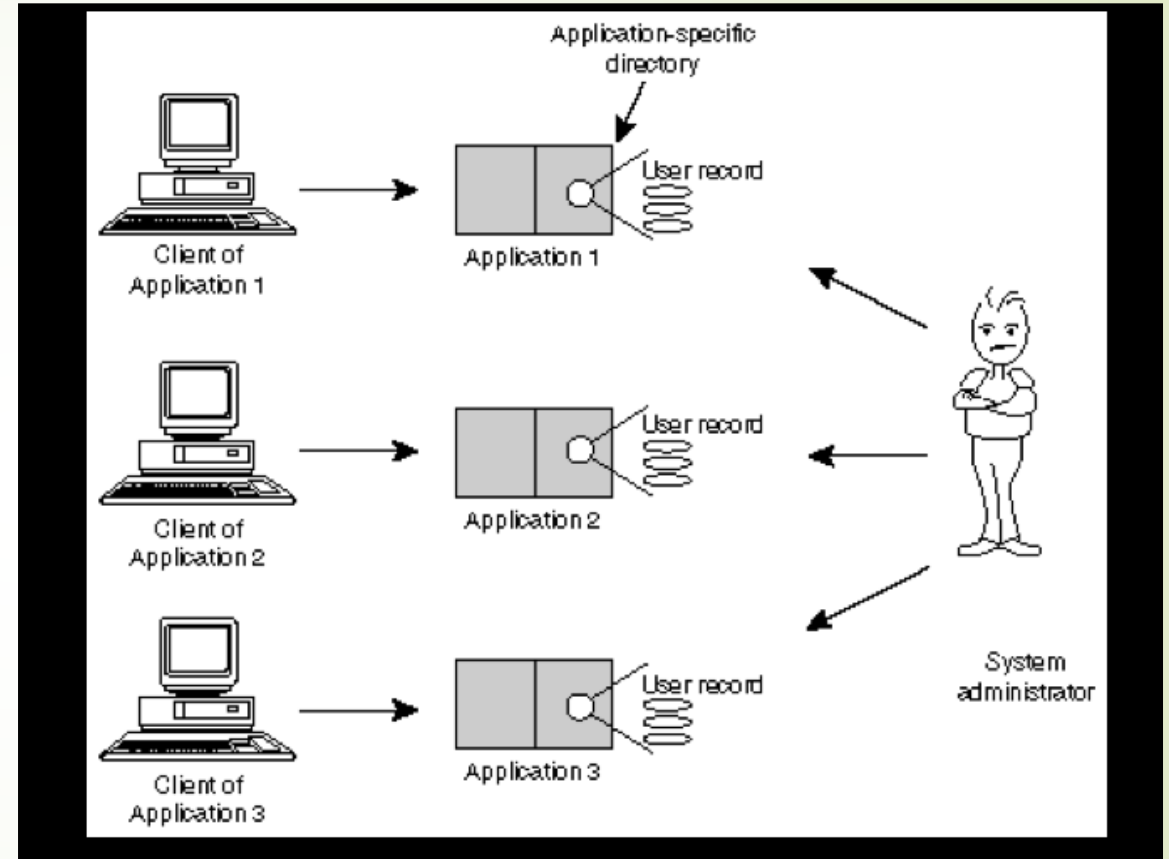 Application-specific
directory
User record
Client of
Application 1
Application 1
User record
Client of
Application 2
Application 2
User record
System
administrator
Client of
Application 3
Application 3